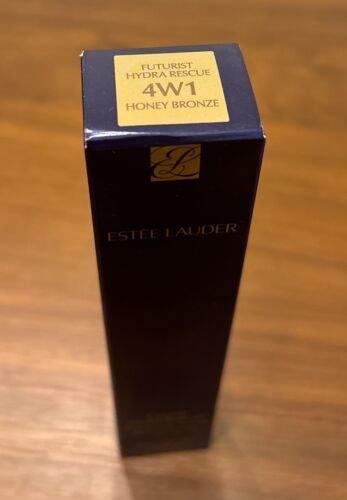 FUTURIST
HYDRA RESCUE
4W1
HONEY BRONZE
ESTĒE LAUDER